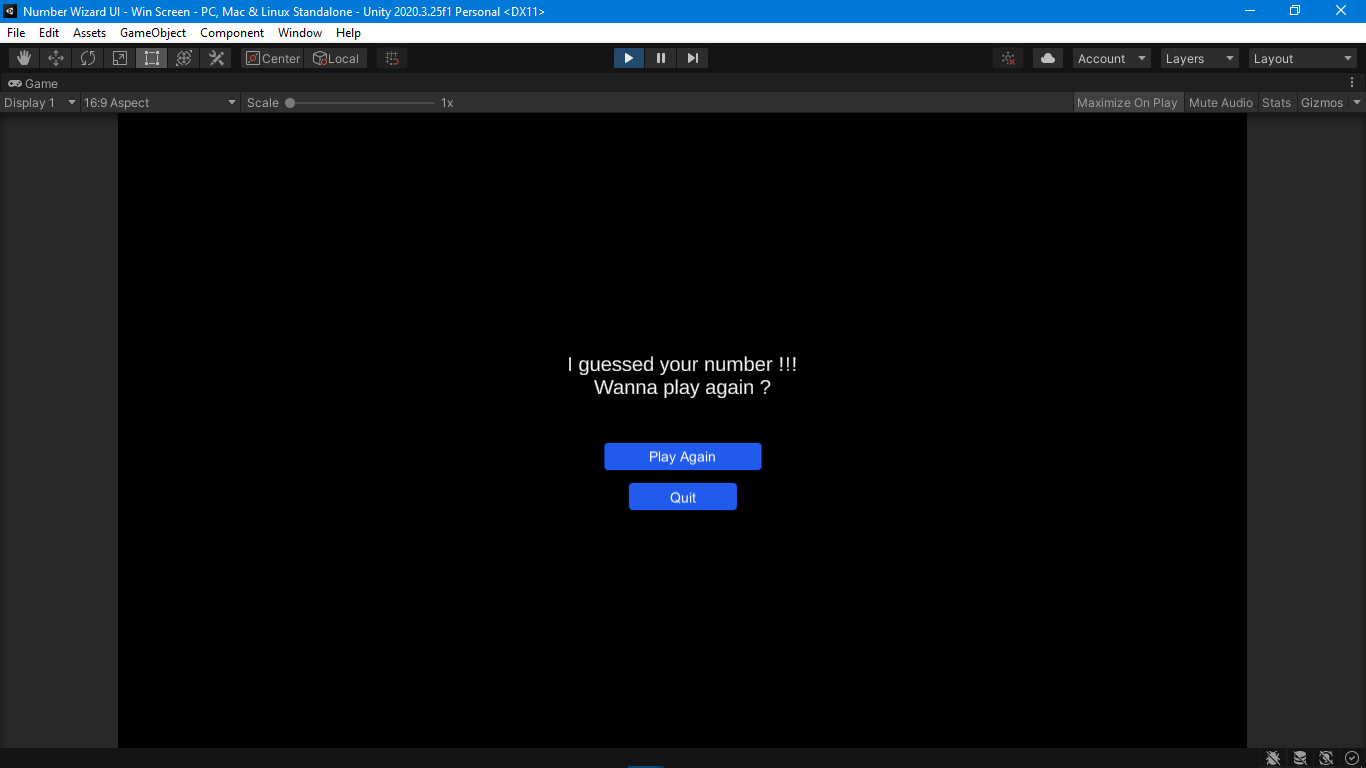 Number Wizard UI - Win Screen - PC, Mac & Linux Standalone - Unity 2020.3.25f1 Personal <DX11>
File Edit Assets GameObject Component Window Help
Center Local Account Layers Layout
Game
Display 1 16:9 Aspect Scale 1x Maximize On Play Mute Audio Stats Gizmos
I guessed your number !!!
Wanna play again ?
Play Again
Quit